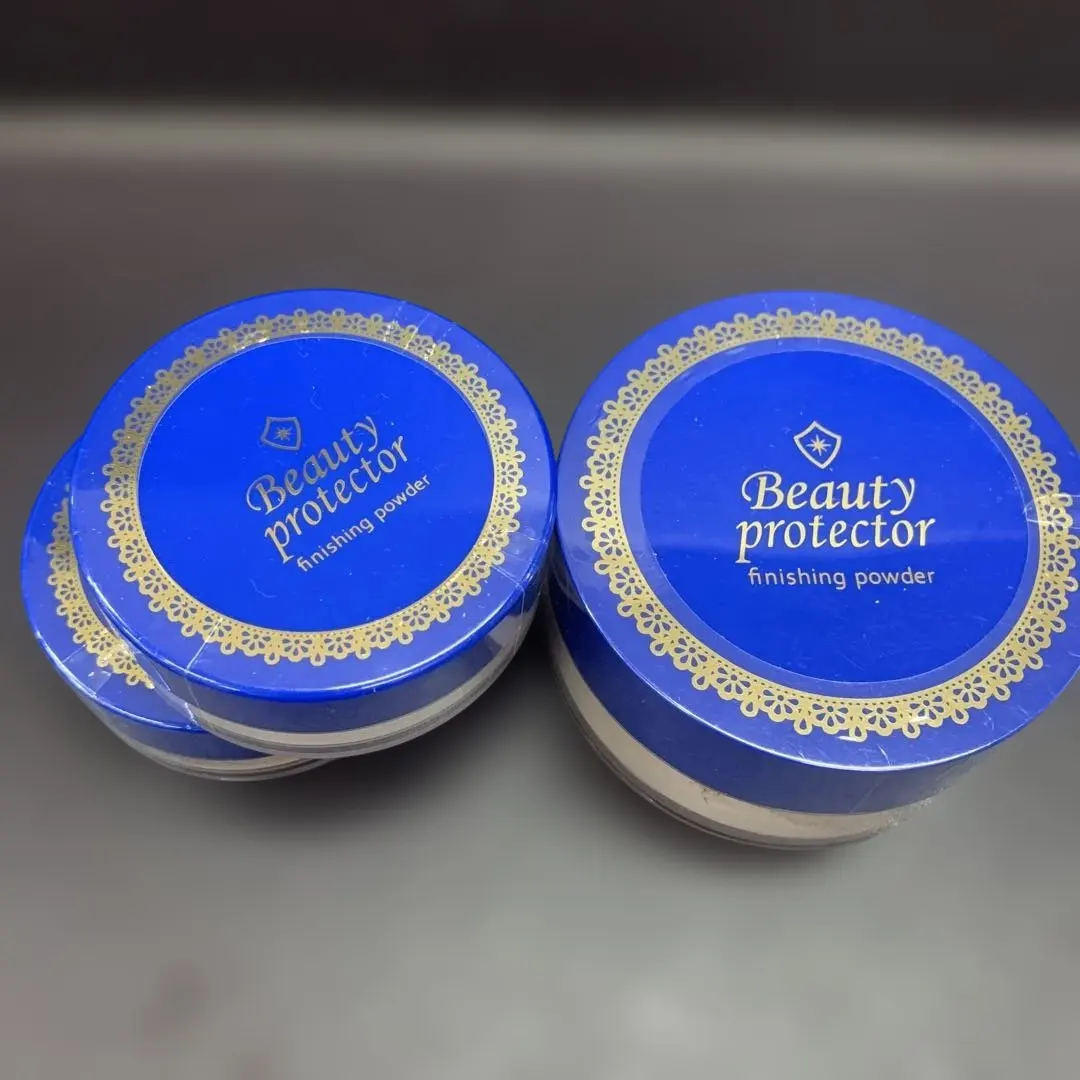 Beauty
protector
finishing powder
Beauty
protector
finishing powder